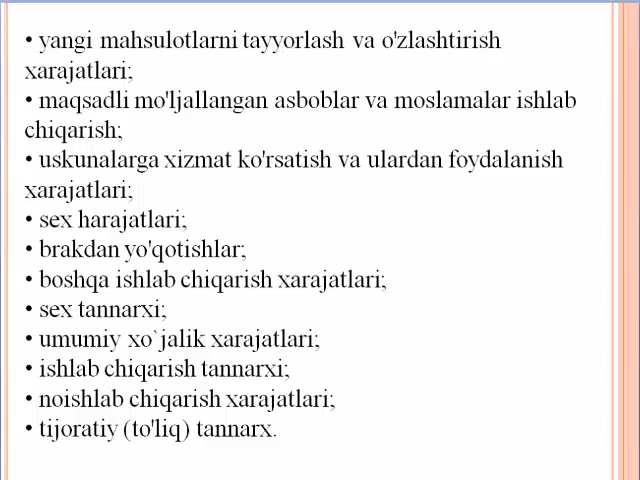 • yangi mahsulotlarni tayyorlash va o'zlashtirish
xarajatlari;
• maqsadli mo'ljallangan asboblar va moslamalar ishlab
chiqarish;
• uskunalarga xizmat ko'rsatish va ulardan foydalanish
xarajatlari;
• sex harajatlari;
• brakdan yo'qotishlar;
• boshqa ishlab chiqarish xarajatlari;
• sex tannarxi;
• umumiy xo`jalik xarajatlari;
• ishlab chiqarish tannarxi;
• noishlab chiqarish xarajatlari;
• tijoratiy (to'liq) tannarx.